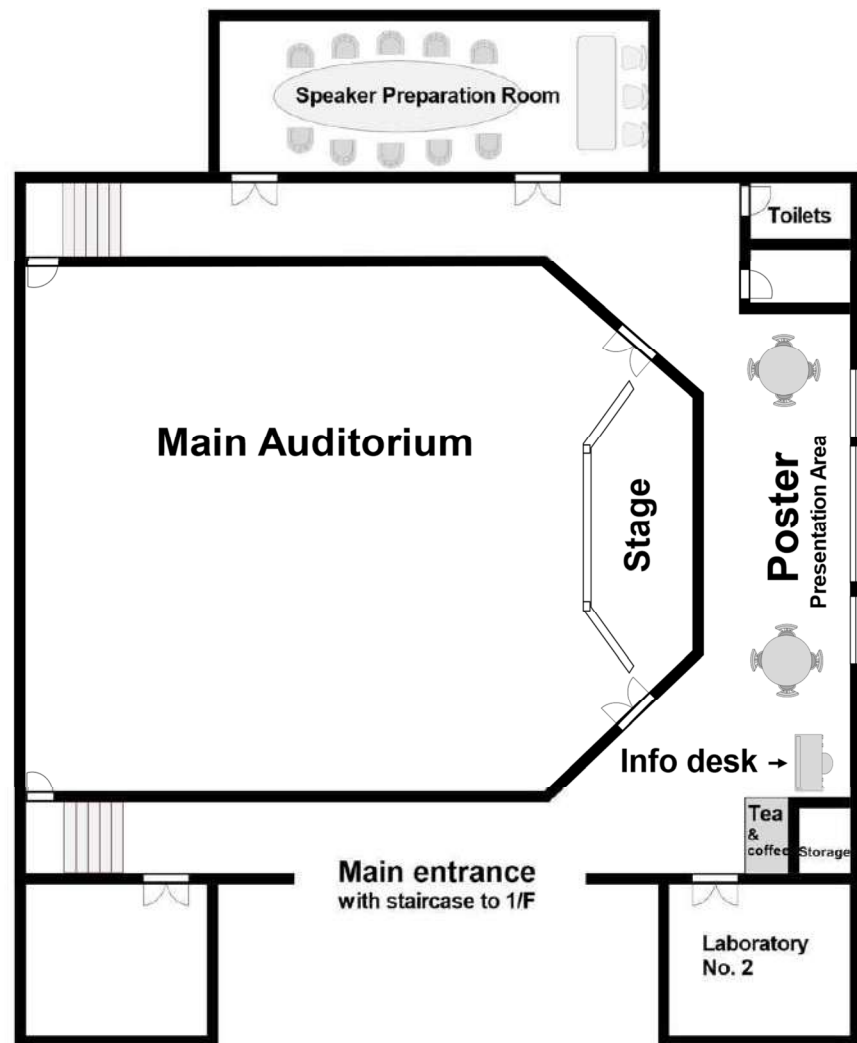 Speaker Preparation Room
Toilets
Main Auditorium
Stage
Poster
Presentation Area
Info desk →
Tea
&
coffee
Storage
Main entrance
with staircase to 1/F
Laboratory
No. 2